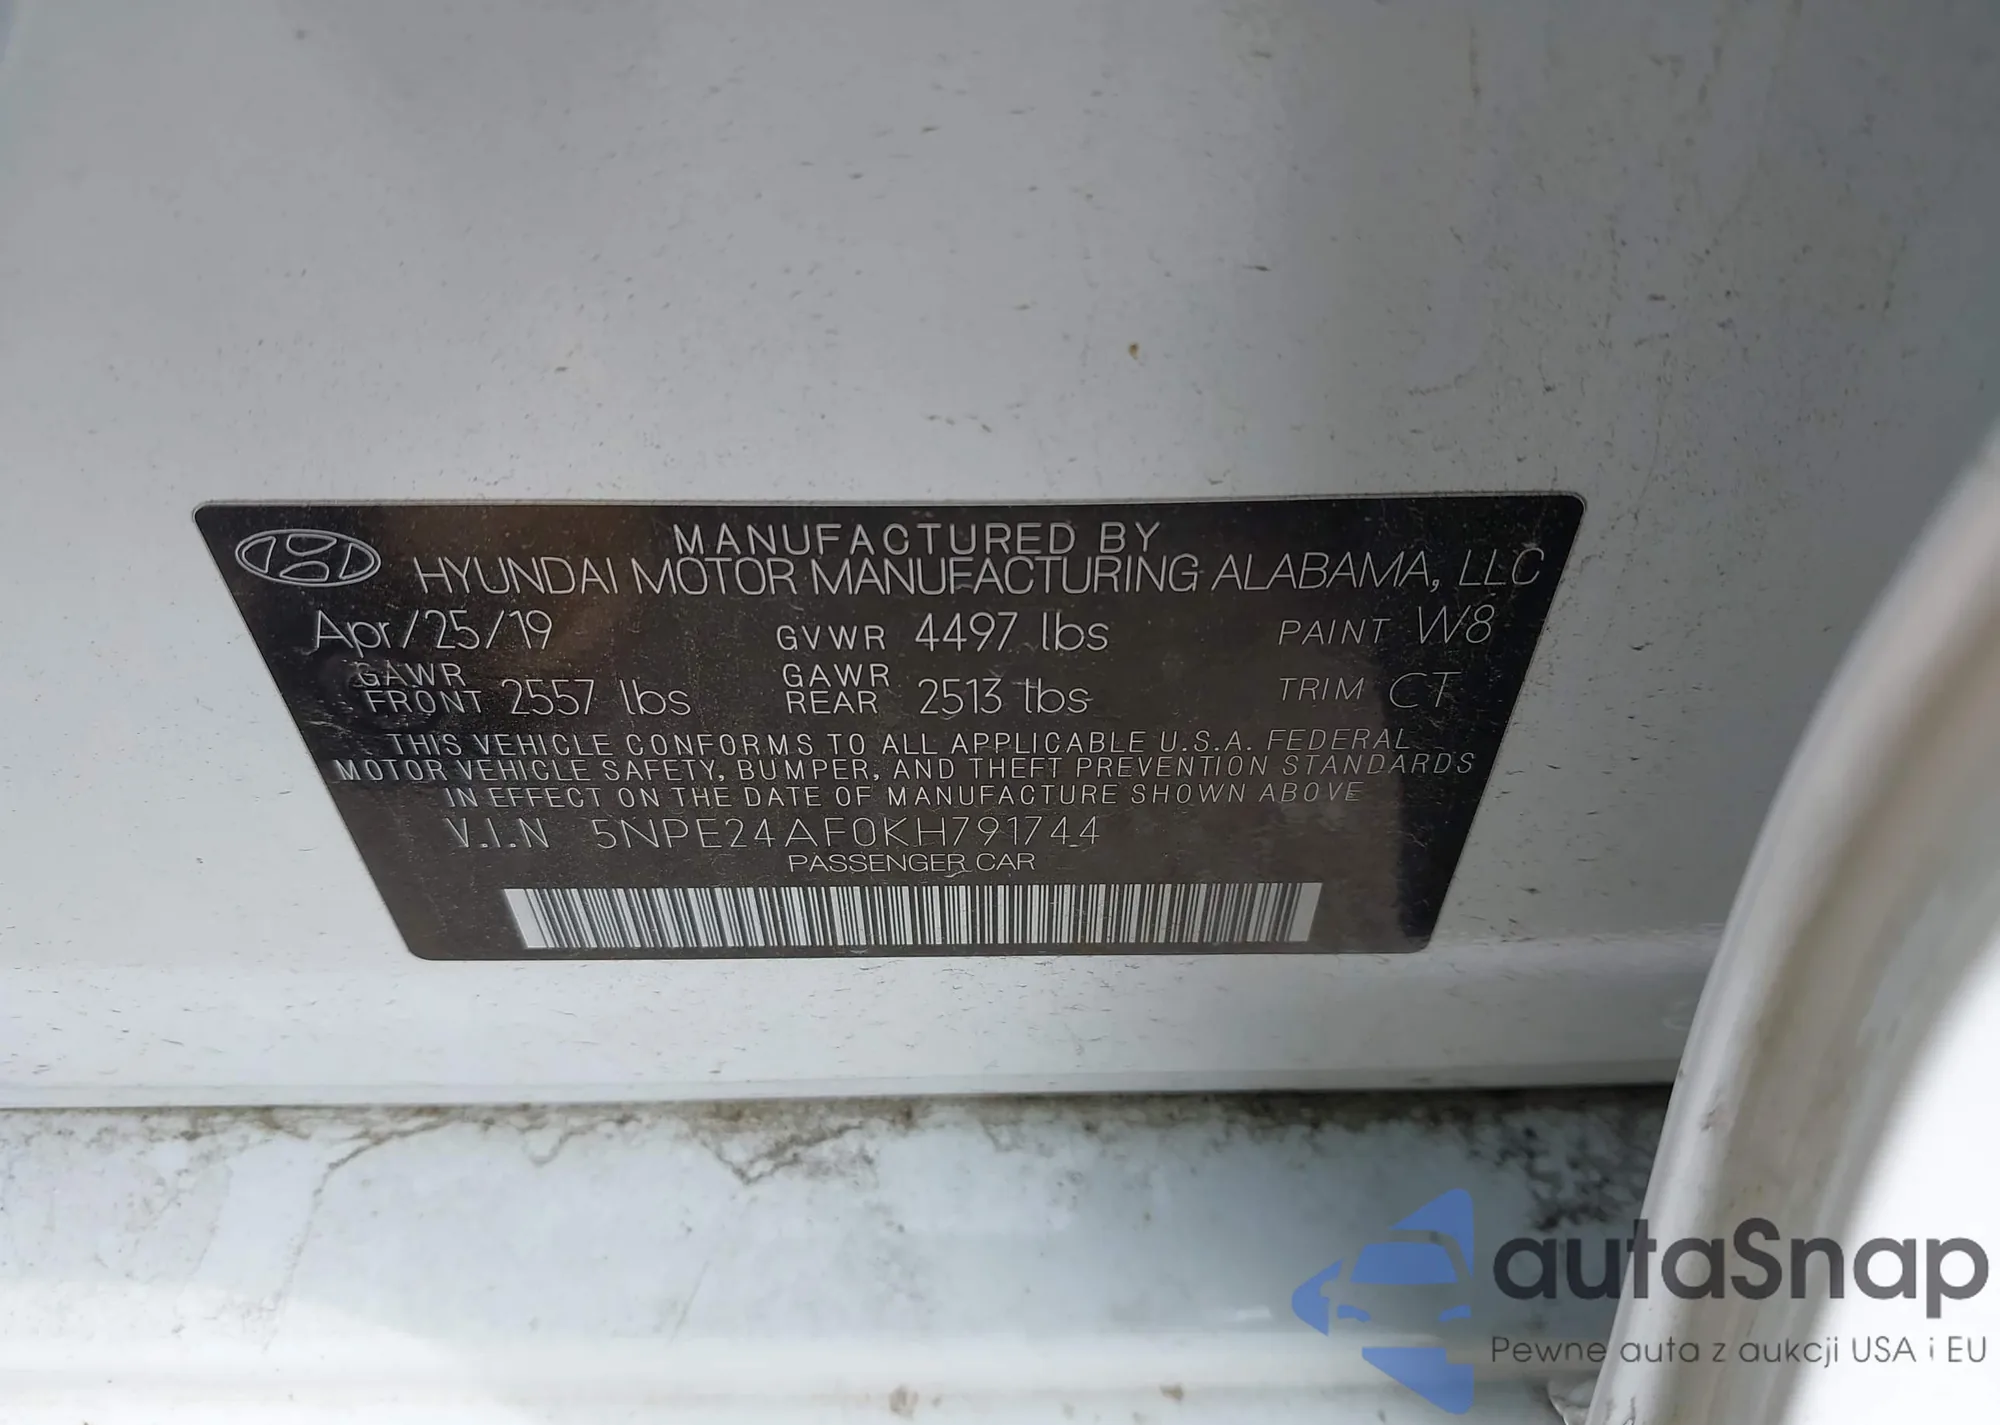 MANUFACTURED BY
HYUNDAI MOTOR MANUFACTURING ALABAMA, LLC
Apr/25/19 GVWR 4497 lbs PAINT W8
GAWR FRONT 2557 lbs GAWR REAR 2513 lbs TRIM CT
THIS VEHICLE CONFORMS TO ALL APPLICABLE U.S.A. FEDERAL
MOTOR VEHICLE SAFETY, BUMPER, AND THEFT PREVENTION STANDARDS
IN EFFECT ON THE DATE OF MANUFACTURE SHOWN ABOVE
V.I.N 5NPE24AF0KH791744
PASSENGER CAR
autaSnap
Pewne auta z aukcji USA i EU